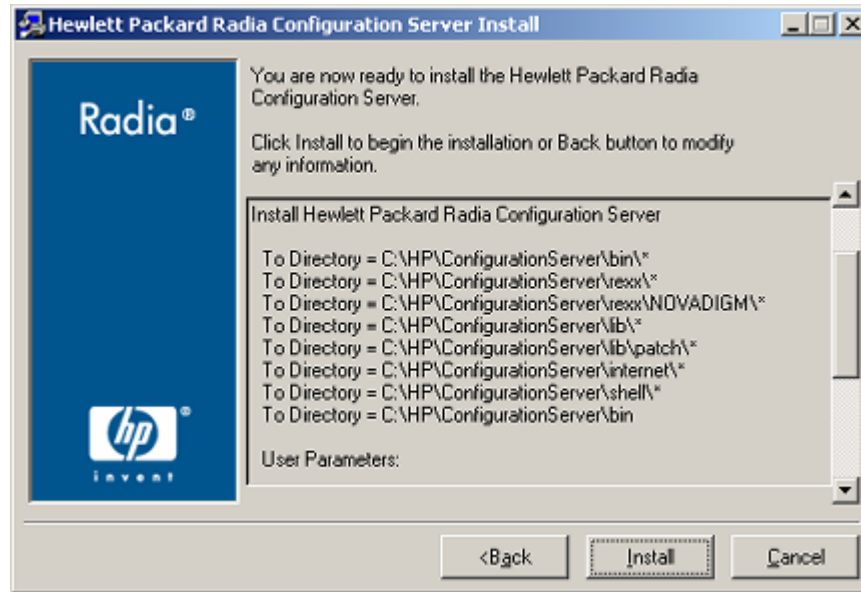 Hewlett Packard Radia Configuration Server Install
Radia®
You are now ready to install the Hewlett Packard Radia
Configuration Server.
Click Install to begin the installation or Back button to modify
any information.
Install Hewlett Packard Radia Configuration Server
To Directory = C:\HP\ConfigurationServer\bin\*
To Directory = C:\HP\ConfigurationServer\rexx\*
To Directory = C:\HP\ConfigurationServer\rexx\NOVADIGM\*
To Directory = C:\HP\ConfigurationServer\lib\*
To Directory = C:\HP\ConfigurationServer\lib\patch\*
To Directory = C:\HP\ConfigurationServer\internet\*
To Directory = C:\HP\ConfigurationServer\shell\*
To Directory = C:\HP\ConfigurationServer\bin
User Parameters:
hp®
invent
<Back
Install
Cancel